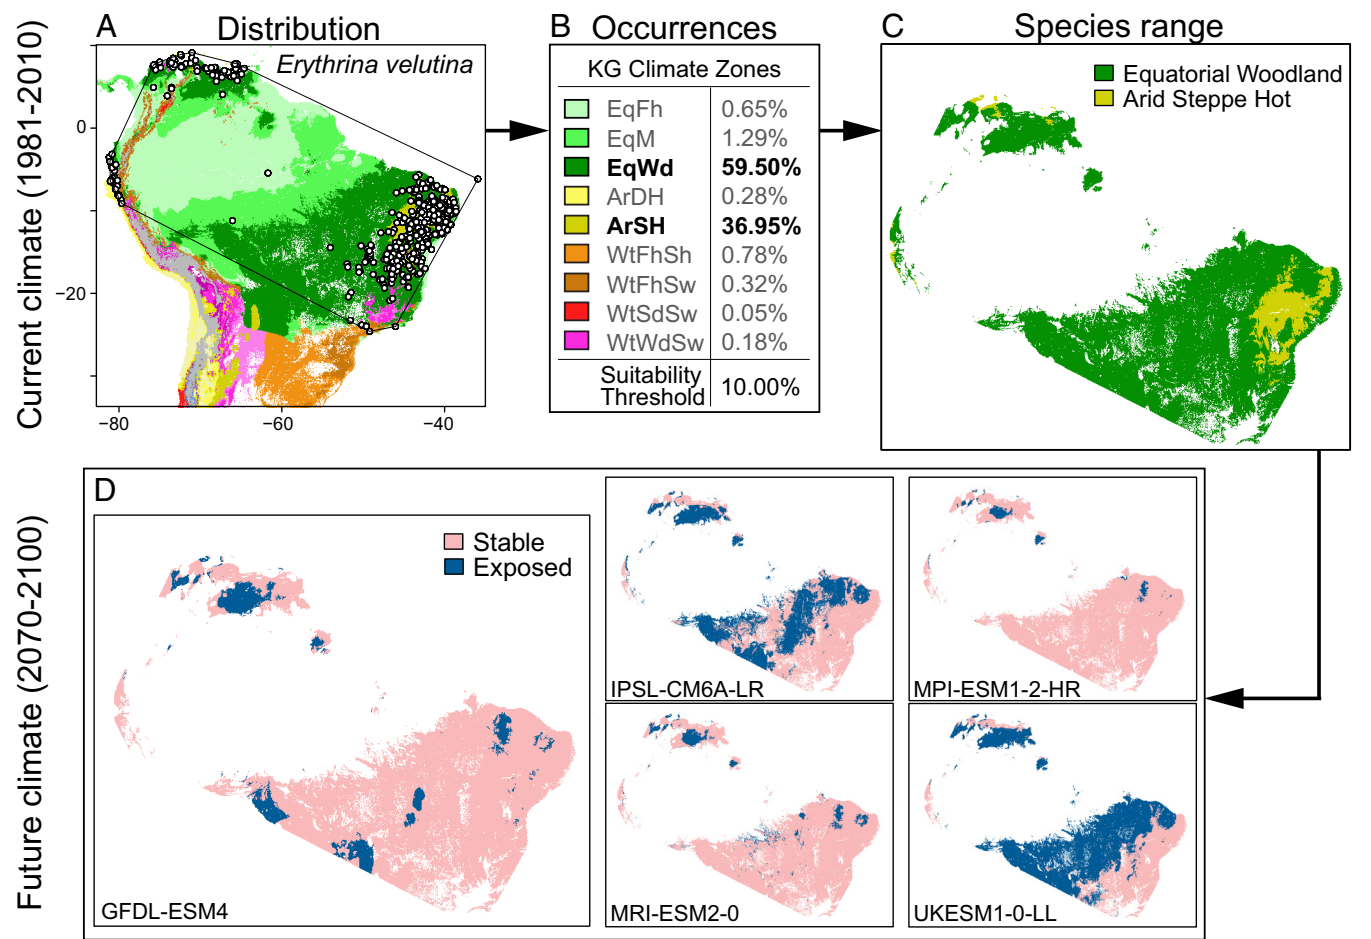 Current climate (1981-2010)
A
Distribution
Erythrina velutina
0
−20
−80
−60
−40
B
Occurrences
KG Climate Zones
EqFh 0.65%
EqM 1.29%
EqWd 59.50%
ArDH 0.28%
ArSH 36.95%
WtFhSh 0.78%
WtFhSw 0.32%
WtSdSw 0.05%
WtWdSw 0.18%
Suitability
Threshold
10.00%
C
Species range
Equatorial Woodland
Arid Steppe Hot
Future climate (2070-2100)
D
Stable
Exposed
GFDL-ESM4
IPSL-CM6A-LR
MPI-ESM1-2-HR
MRI-ESM2-0
UKESM1-0-LL